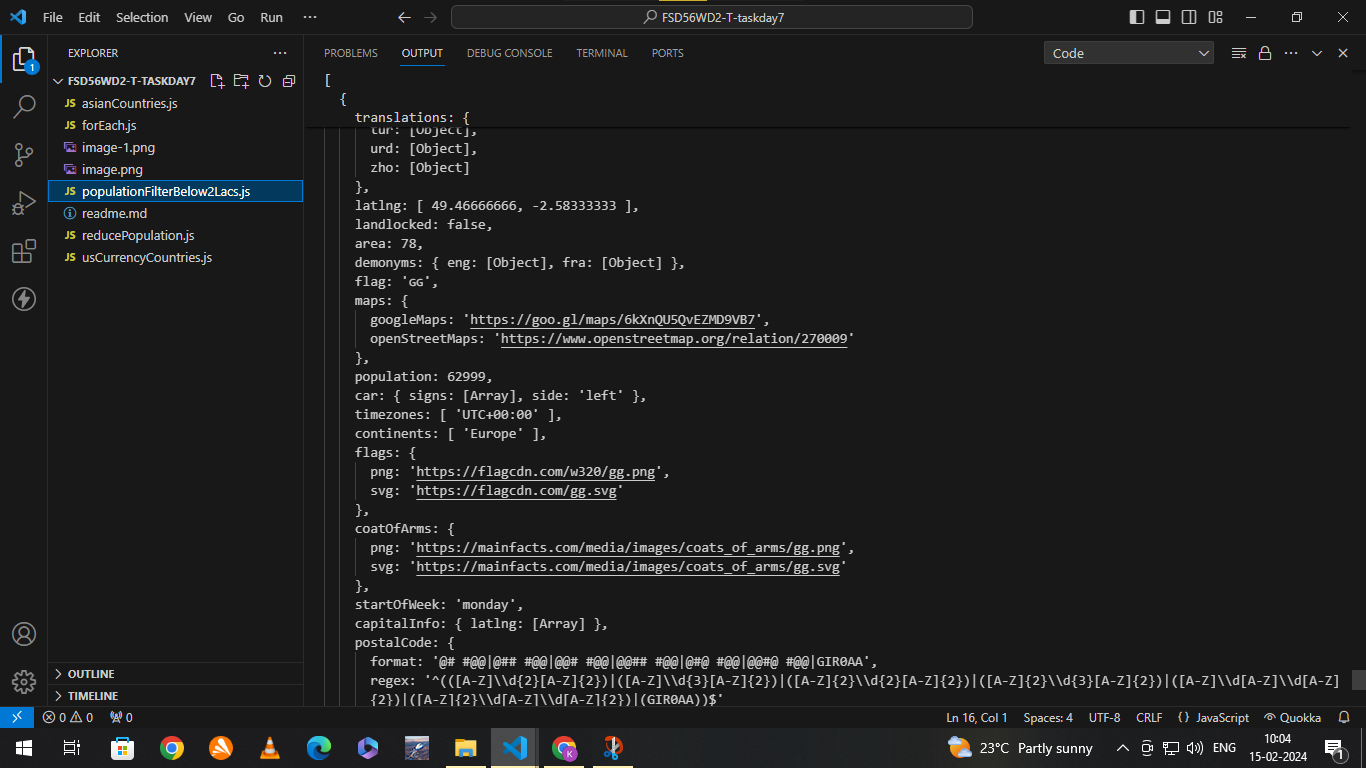 File Edit Selection View Go Run ···
FSD56WD2-T-taskday7
EXPLORER ···
FSD56WD2-T-TASKDAY7
JS asianCountries.js
JS forEach.js
image-1.png
image.png
JS populationFilterBelow2Lacs.js
readme.md
JS reducePopulation.js
JS usCurrencyCountries.js
OUTLINE
TIMELINE
PROBLEMS OUTPUT DEBUG CONSOLE TERMINAL PORTS
Code
[
{
translations: {
tur: [Object],
urd: [Object],
zho: [Object]
},
latlng: [ 49.46666666, -2.58333333 ],
landlocked: false,
area: 78,
demonyms: { eng: [Object], fra: [Object] },
flag: 'GG',
maps: {
googleMaps: 'https://goo.gl/maps/6kXnQU5QvEZMD9VB7',
openStreetMaps: 'https://www.openstreetmap.org/relation/270009'
},
population: 62999,
car: { signs: [Array], side: 'left' },
timezones: [ 'UTC+00:00' ],
continents: [ 'Europe' ],
flags: {
png: 'https://flagcdn.com/w320/gg.png',
svg: 'https://flagcdn.com/gg.svg'
},
coatOfArms: {
png: 'https://mainfacts.com/media/images/coats_of_arms/gg.png',
svg: 'https://mainfacts.com/media/images/coats_of_arms/gg.svg'
},
startOfWeek: 'monday',
capitalInfo: { latlng: [Array] },
postalCode: {
format: '@# #@@|@## #@@|@@# #@@|@@## #@@|@#@ #@@|@@#@ #@@|GIR0AA',
regex: '^(([A-Z]\\d{2}[A-Z]{2})|([A-Z]\\d{3}[A-Z]{2})|([A-Z]{2}\\d{2}[A-Z]{2})|([A-Z]{2}\\d{3}[A-Z]{2})|([A-Z]\\d[A-Z]\\d[A-Z]
{2})|([A-Z]{2}\\d[A-Z]\\d[A-Z]{2})|(GIR0AA))$'
1
0 0 0 Ln 16, Col 1 Spaces: 4 UTF-8 CRLF {} JavaScript Quokka
23°C Partly sunny ENG 10:04
15-02-2024
1